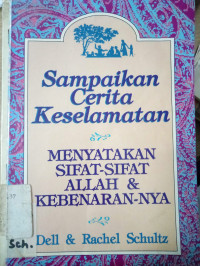 Sampaikan
Cerita
Keselamatan
MENYATAKAN
SIFAT-SIFAT
ALLAH &
KEBENARAN-NYA
Sch.
Dell & Rachel Schultz